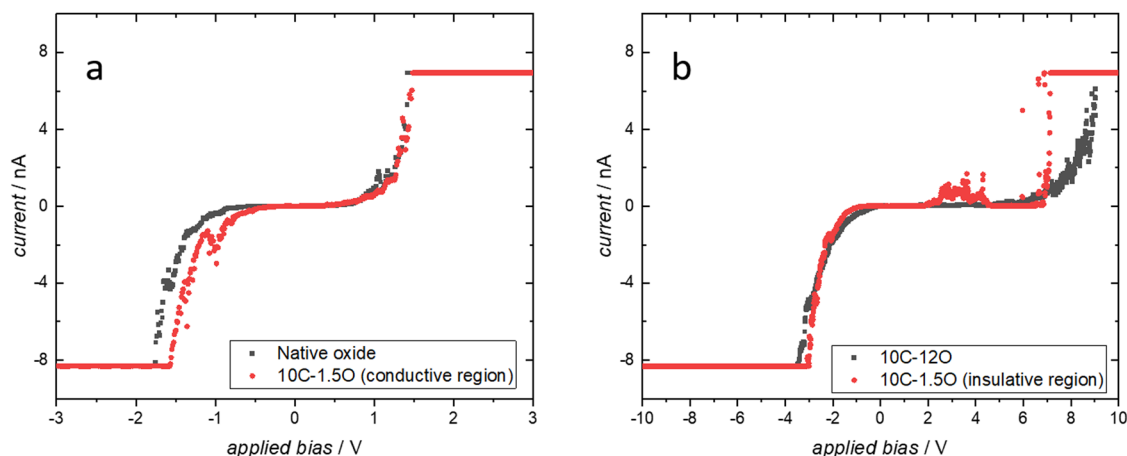 a
8
4
0
-4
-8
current / nA
-3
-2
-1
0
1
2
3
applied bias / V
Native oxide
10C-1.5O (conductive region)
b
8
4
0
-4
-8
current / nA
-10
-8
-6
-4
-2
0
2
4
6
8
10
applied bias / V
10C-12O
10C-1.5O (insulative region)